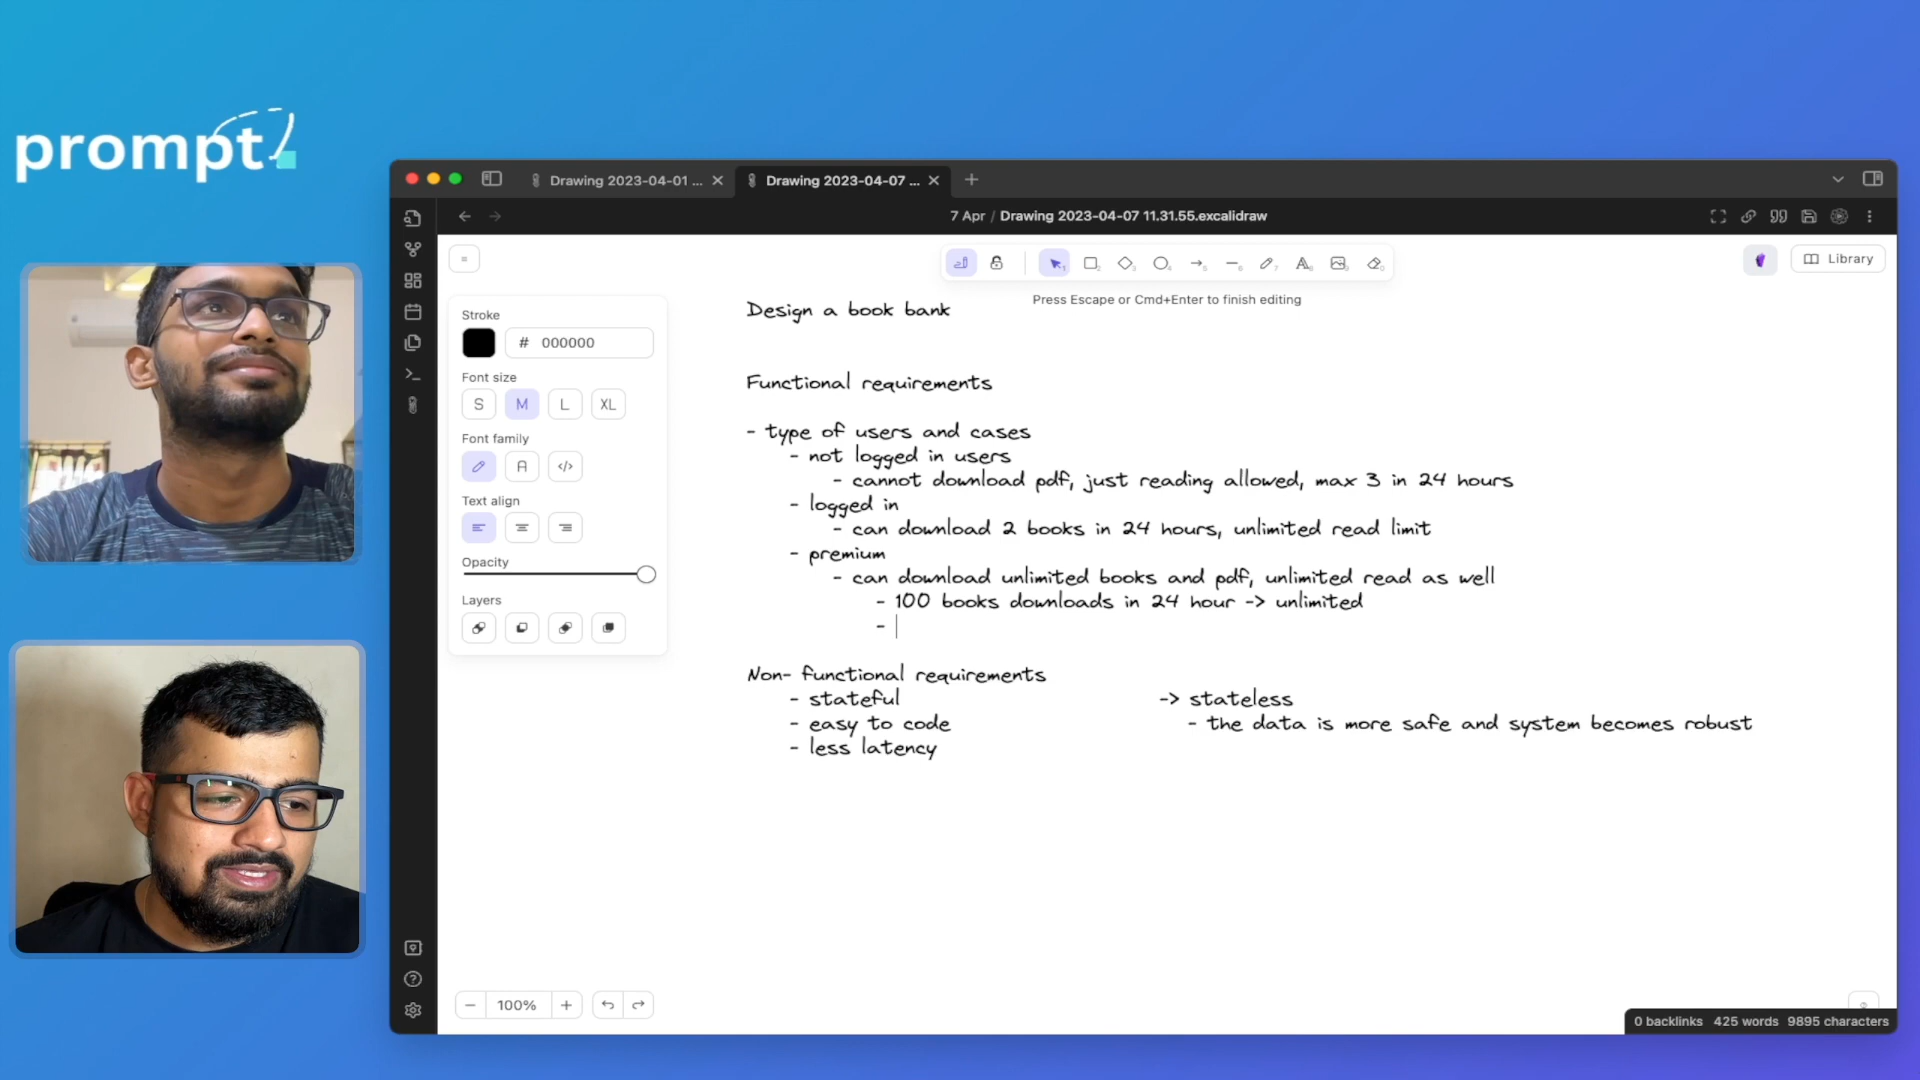 prompt
Drawing 2023-04-01 ...
Drawing 2023-04-07 ...
7 Apr / Drawing 2023-04-07 11.31.55.excalidraw
Library
Press Escape or Cmd+Enter to finish editing
Stroke
# 000000
Font size
S M L XL
Font family
A </>
Text align
Opacity
Layers
Design a book bank
Functional requirements
- type of users and cases
- not logged in users
- cannot download pdf, just reading allowed, max 3 in 24 hours
- logged in
- can download 2 books in 24 hours, unlimited read limit
- premium
- can download unlimited books and pdf, unlimited read as well
- 100 books downloads in 24 hour -> unlimited
-
Non- functional requirements
- stateful
- easy to code
- less latency
-> stateless
- the data is more safe and system becomes robust
100%
0 backlinks 425 words 9895 characters